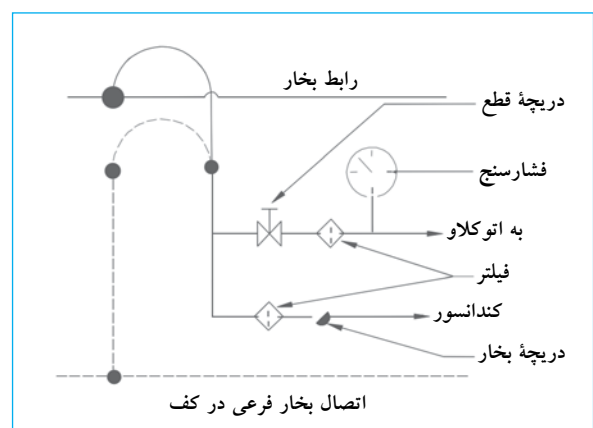 رابط بخار
دریچهٔ قطع
فشارسنج
به اتوکلاو
فیلتر
کندانسور
دریچهٔ بخار
اتصال بخار فرعی در کف